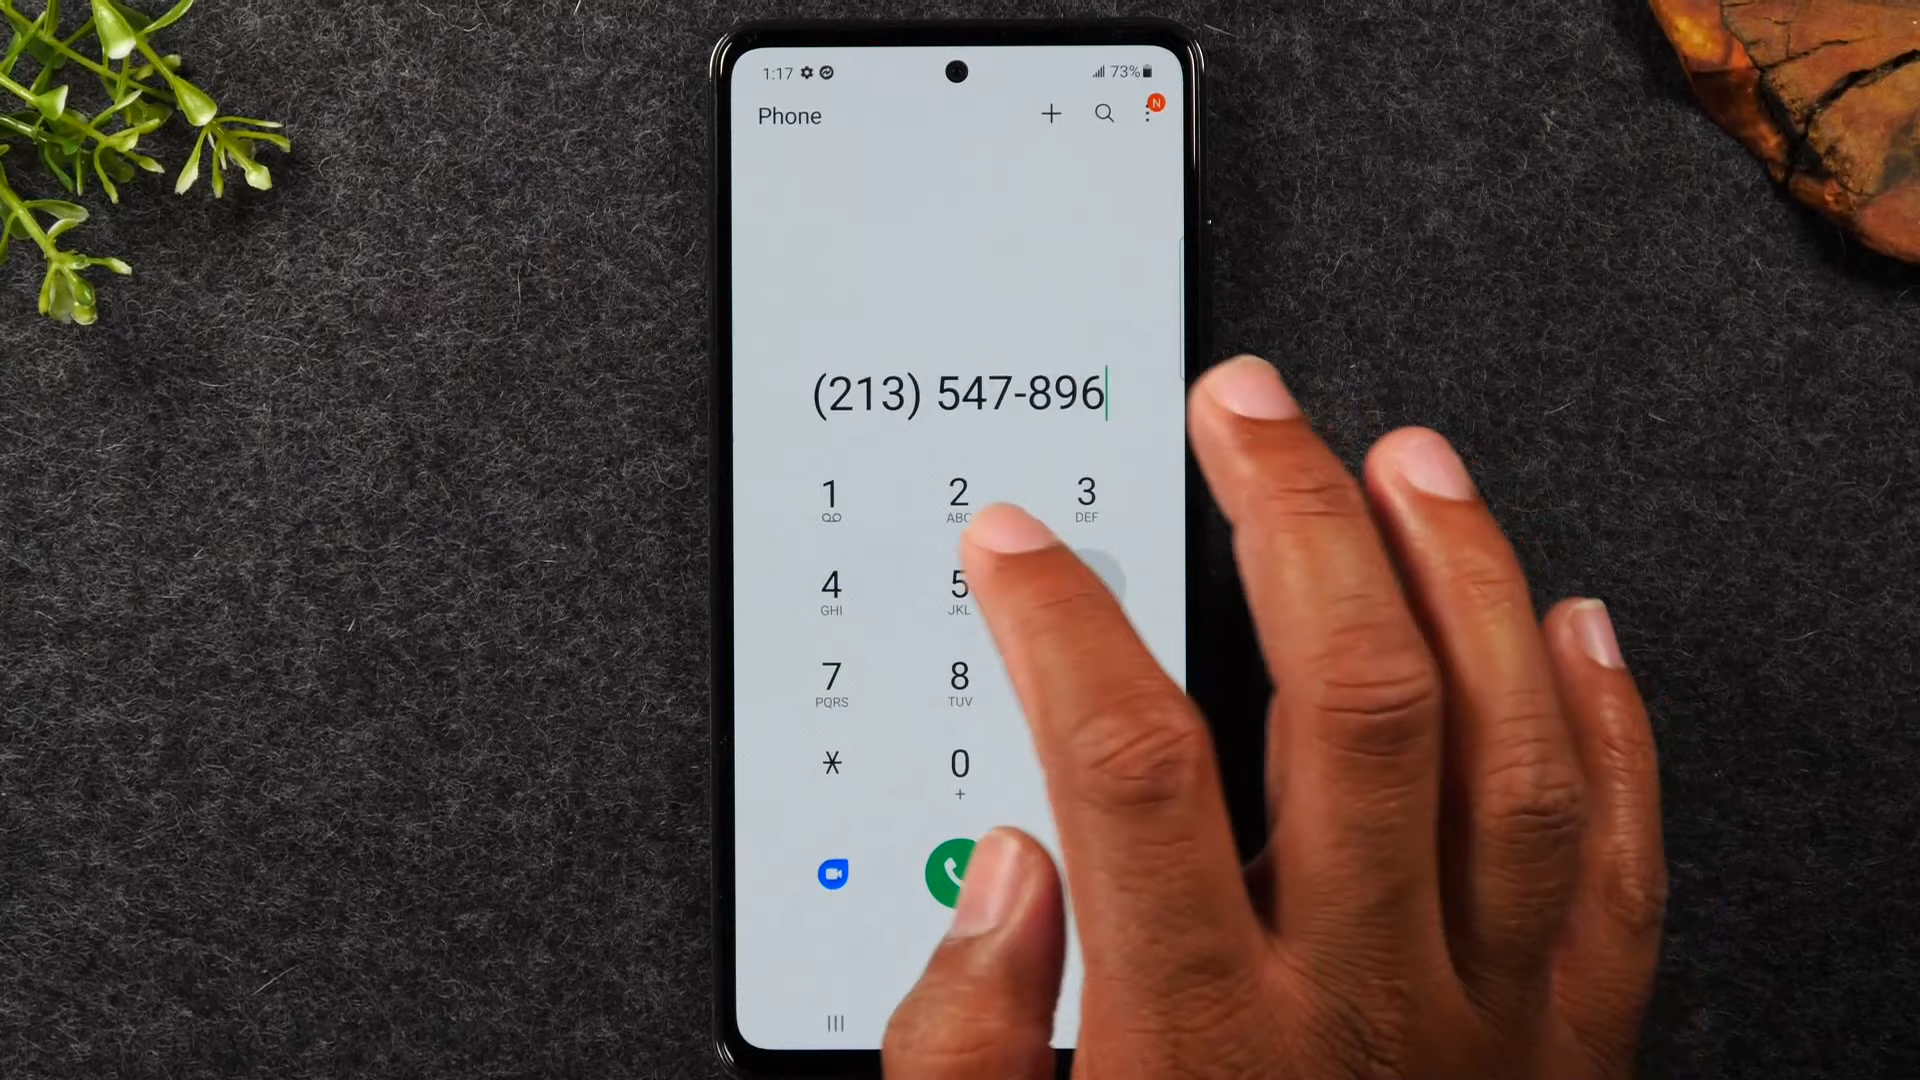 1:17 73%
Phone N
(213) 547-896
1 2 3
ABC DEF
4 5
GHI JKL
7 8
PQRS TUV
* 0
+